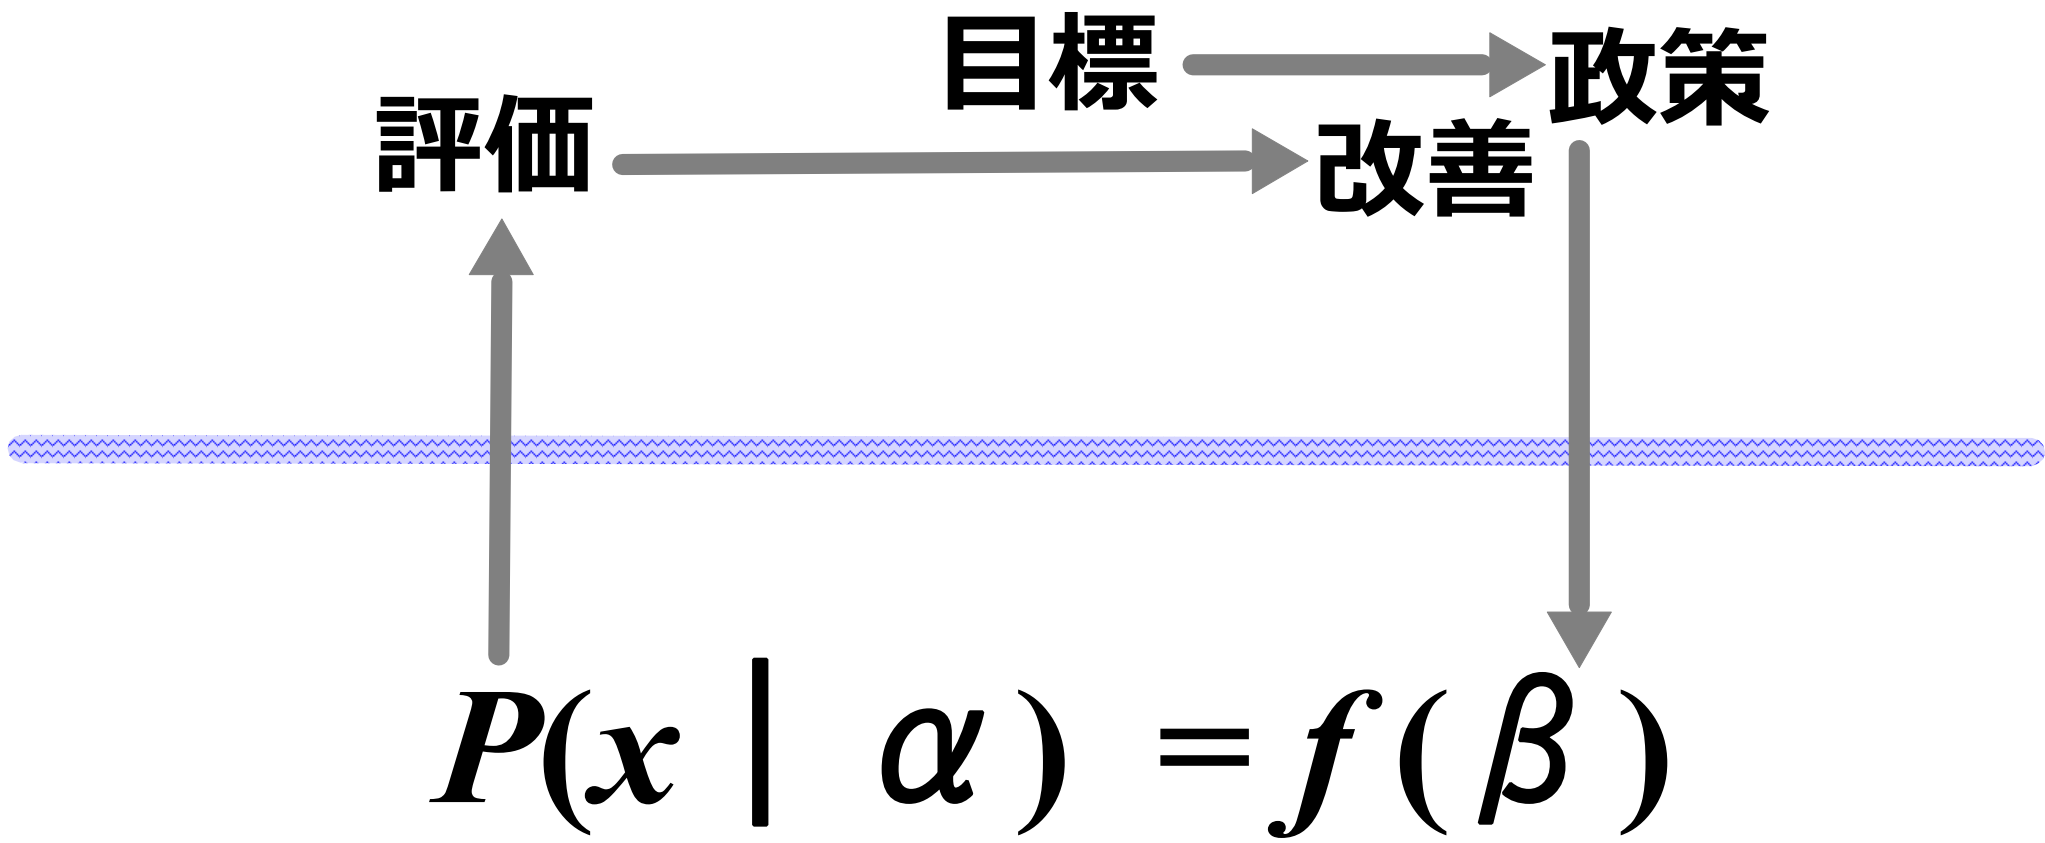 目標 政策
評価 改善
P(x | α) = f(β)